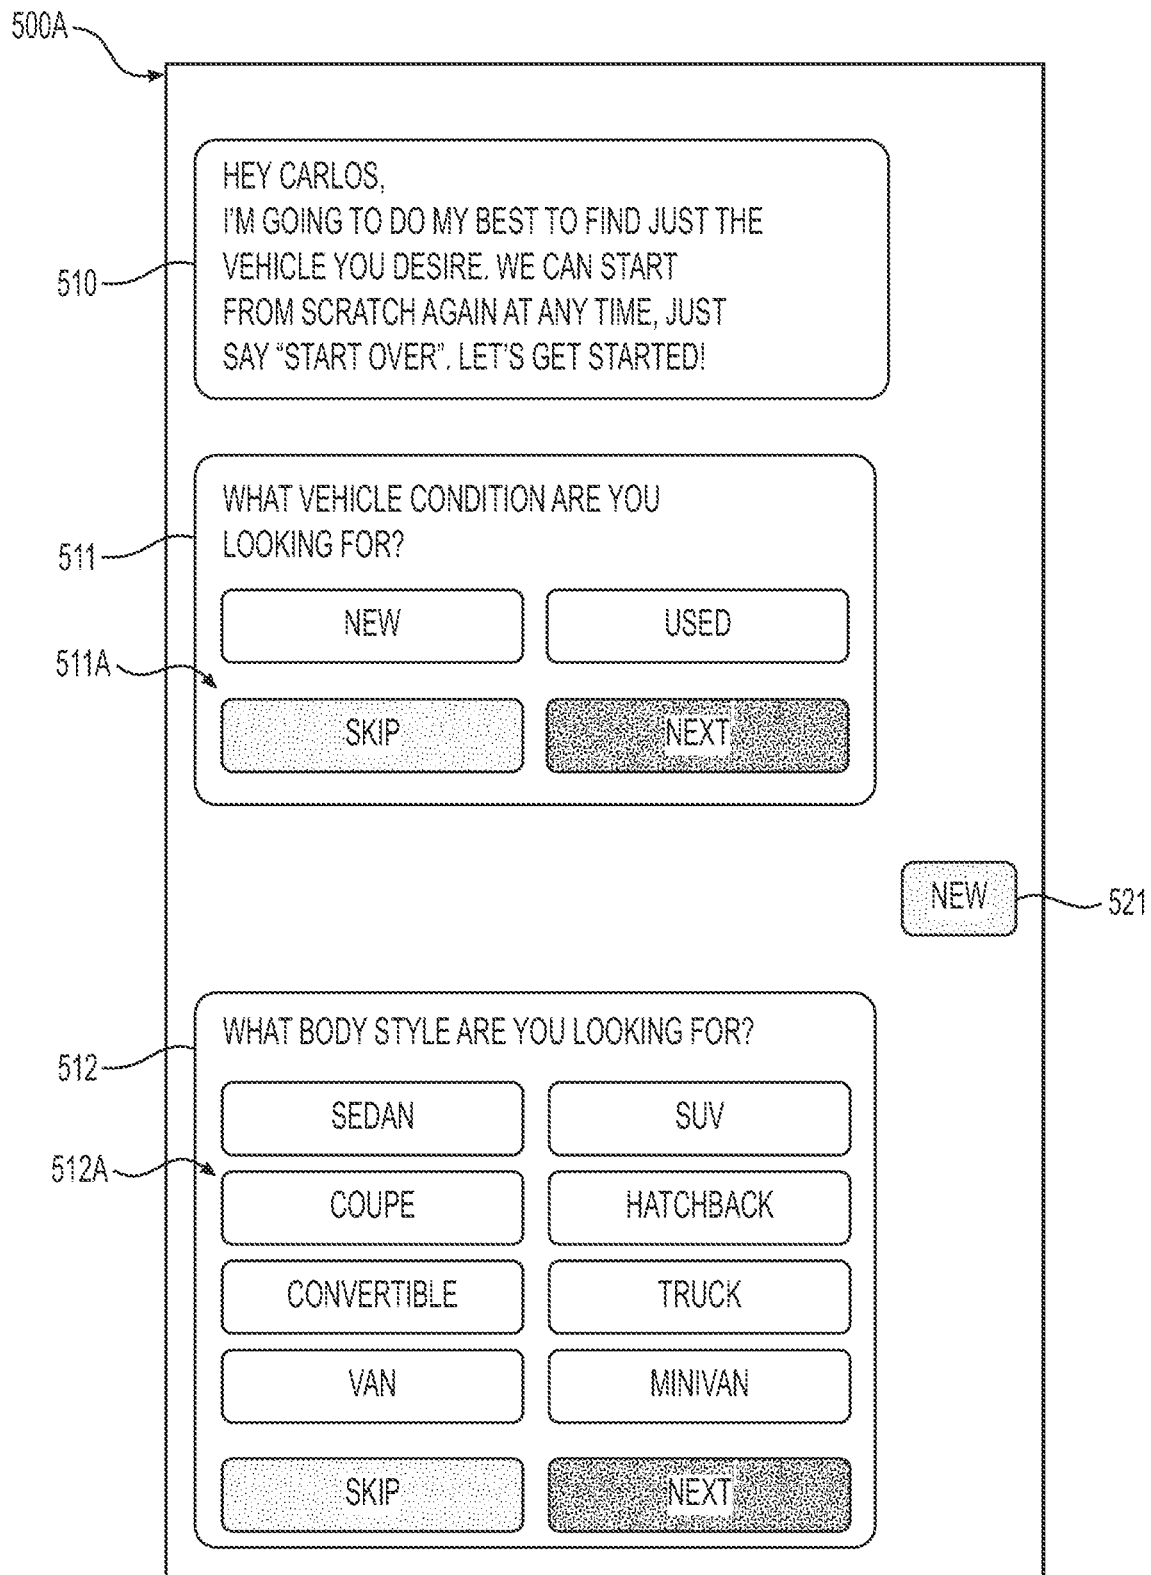 500A
HEY CARLOS,
I'M GOING TO DO MY BEST TO FIND JUST THE
VEHICLE YOU DESIRE. WE CAN START
FROM SCRATCH AGAIN AT ANY TIME, JUST
SAY “START OVER”. LET'S GET STARTED!
510
WHAT VEHICLE CONDITION ARE YOU
LOOKING FOR?
511
NEW
USED
511A
SKIP
NEXT
NEW
521
WHAT BODY STYLE ARE YOU LOOKING FOR?
512
SEDAN
SUV
512A
COUPE
HATCHBACK
CONVERTIBLE
TRUCK
VAN
MINIVAN
SKIP
NEXT